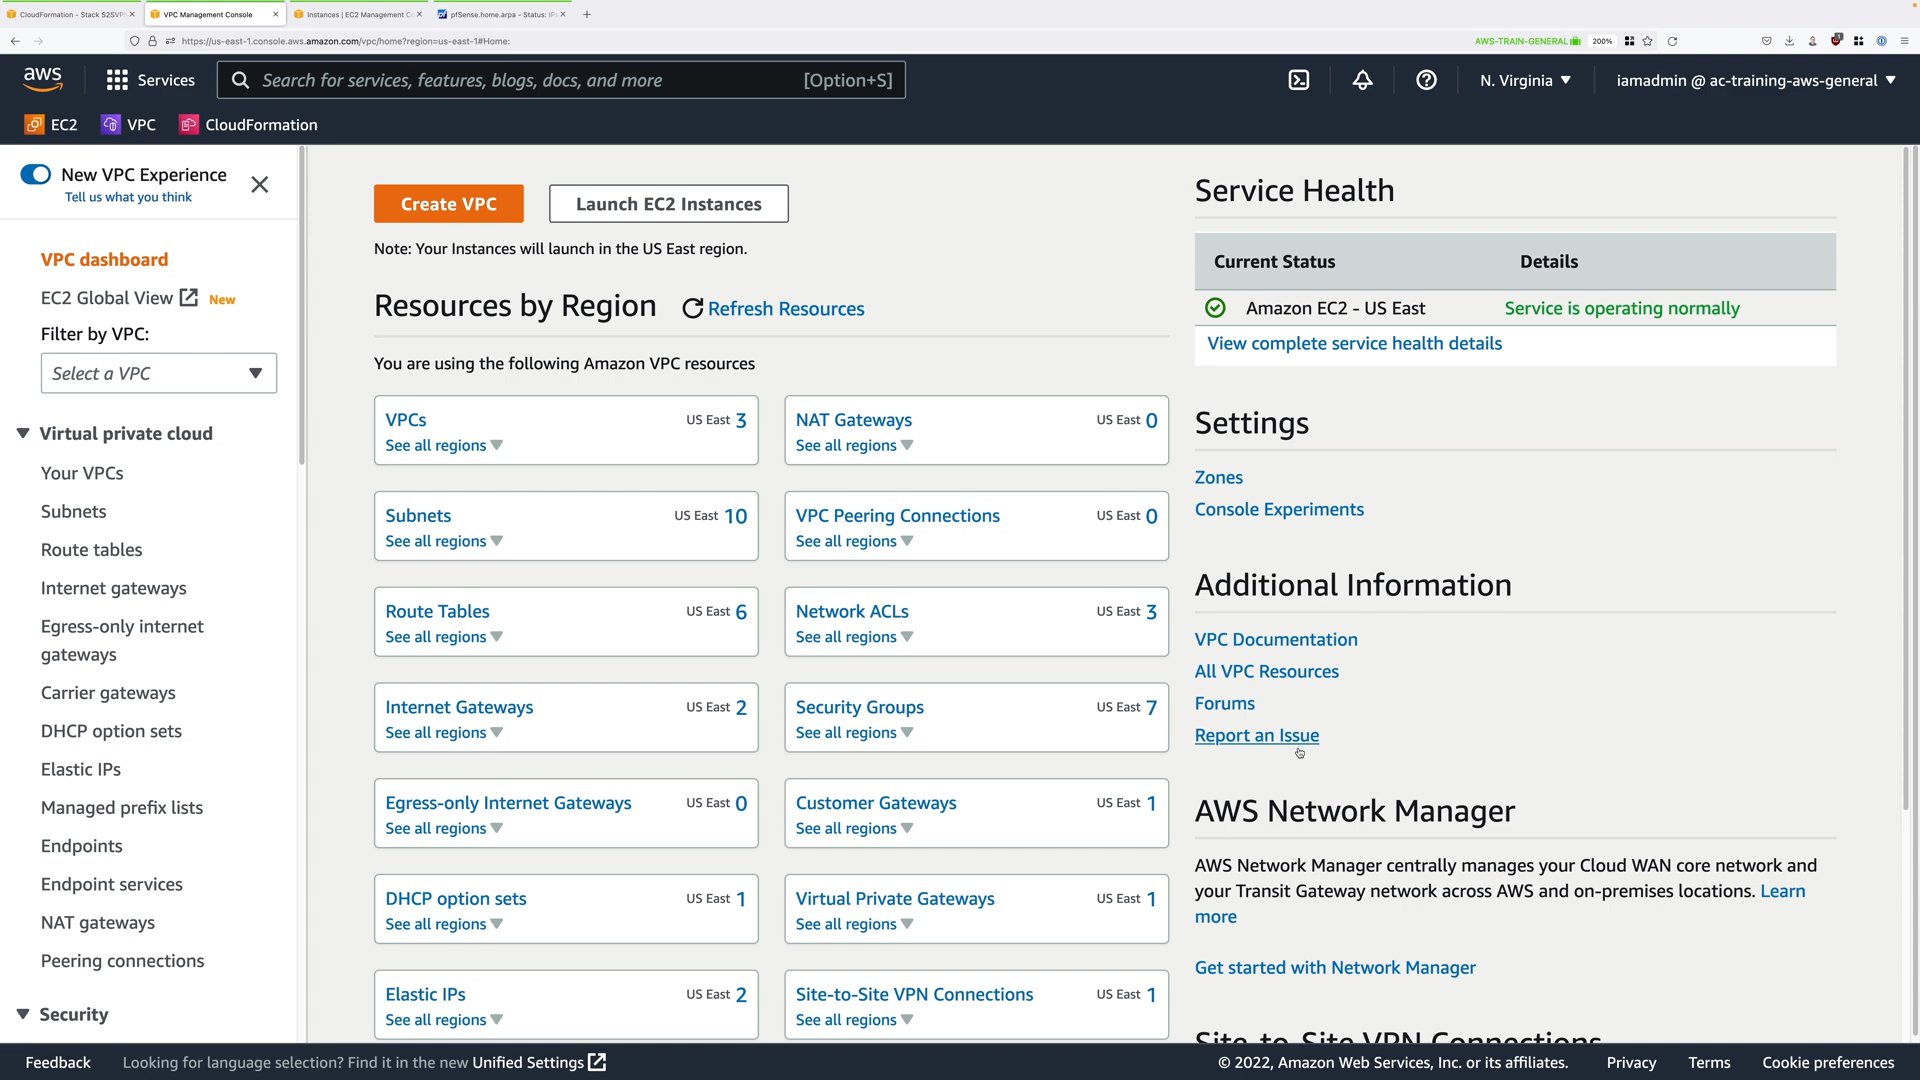 CloudFormation - Stack S2SVPN
VPC Management Console
Instances | EC2 Management C
pfSense.home.arpa - Status: IP
https://us-east-1.console.aws.amazon.com/vpc/home?region=us-east-1#Home:
AWS-TRAIN-GENERAL
200%
aws
Services
Search for services, features, blogs, docs, and more
[Option+S]
N. Virginia
iamadmin @ ac-training-aws-general
EC2
VPC
CloudFormation
New VPC Experience
Tell us what you think
VPC dashboard
EC2 Global View
New
Filter by VPC:
Select a VPC
Virtual private cloud
Your VPCs
Subnets
Route tables
Internet gateways
Egress-only internet
gateways
Carrier gateways
DHCP option sets
Elastic IPs
Managed prefix lists
Endpoints
Endpoint services
NAT gateways
Peering connections
Security
Create VPC
Launch EC2 Instances
Note: Your Instances will launch in the US East region.
Resources by Region
Refresh Resources
You are using the following Amazon VPC resources
VPCs
US East 3
See all regions
NAT Gateways
US East 0
See all regions
Subnets
US East 10
See all regions
VPC Peering Connections
US East 0
See all regions
Route Tables
US East 6
See all regions
Network ACLs
US East 3
See all regions
Internet Gateways
US East 2
See all regions
Security Groups
US East 7
See all regions
Egress-only Internet Gateways
US East 0
See all regions
Customer Gateways
US East 1
See all regions
DHCP option sets
US East 1
See all regions
Virtual Private Gateways
US East 1
See all regions
Elastic IPs
US East 2
See all regions
Site-to-Site VPN Connections
US East 1
See all regions
Service Health
Current Status
Details
Amazon EC2 - US East
Service is operating normally
View complete service health details
Settings
Zones
Console Experiments
Additional Information
VPC Documentation
All VPC Resources
Forums
Report an Issue
AWS Network Manager
AWS Network Manager centrally manages your Cloud WAN core network and
your Transit Gateway network across AWS and on-premises locations. Learn
more
Get started with Network Manager
Site-to-Site VPN Connections
Feedback
Looking for language selection? Find it in the new Unified Settings
© 2022, Amazon Web Services, Inc. or its affiliates.
Privacy
Terms
Cookie preferences